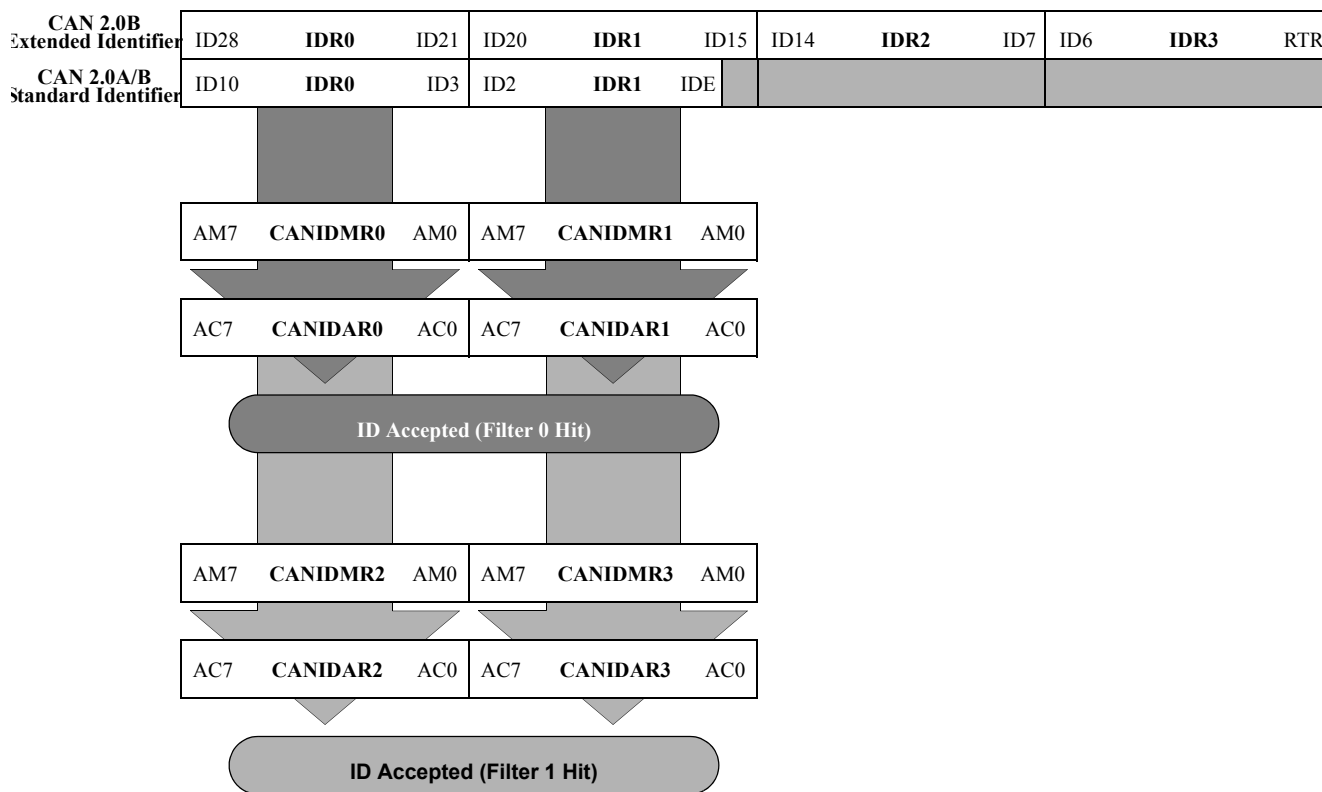 CAN 2.0B
Extended Identifier ID28 IDR0 ID21 ID20 IDR1 ID15 ID14 IDR2 ID7 ID6 IDR3 RTR
CAN 2.0A/B
Standard Identifier ID10 IDR0 ID3 ID2 IDR1 IDE
AM7 CANIDMR0 AM0 AM7 CANIDMR1 AM0
AC7 CANIDAR0 AC0 AC7 CANIDAR1 AC0
ID Accepted (Filter 0 Hit)
AM7 CANIDMR2 AM0 AM7 CANIDMR3 AM0
AC7 CANIDAR2 AC0 AC7 CANIDAR3 AC0
ID Accepted (Filter 1 Hit)